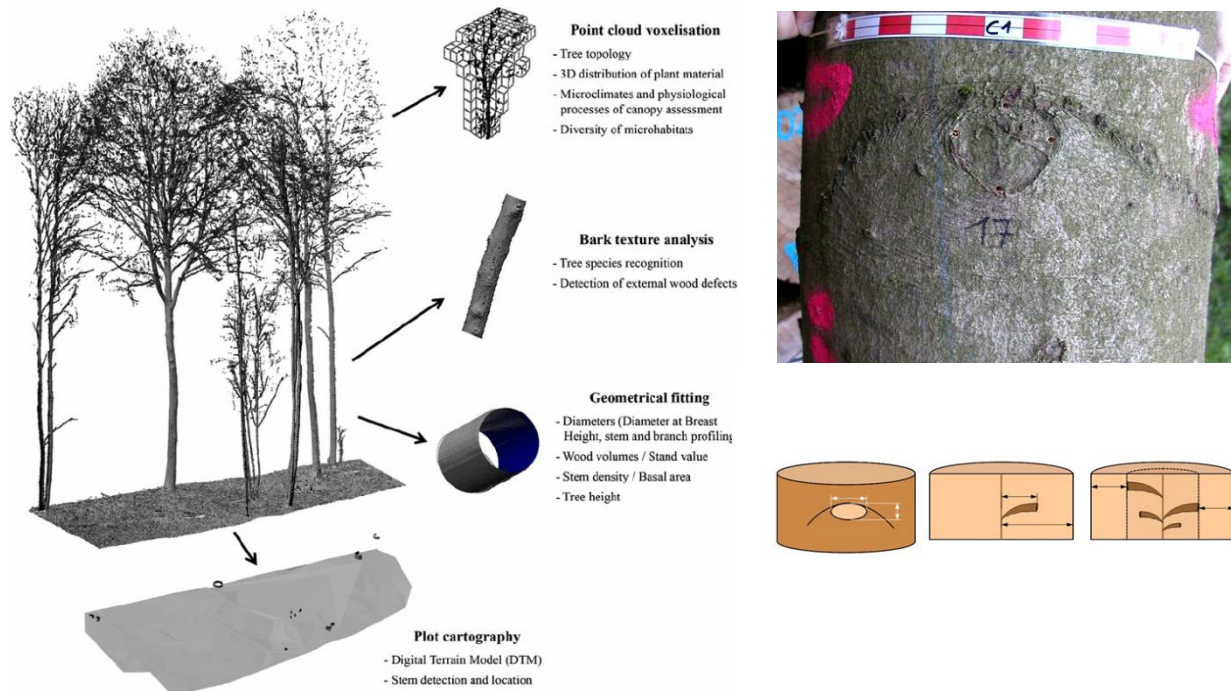 Point cloud voxelisation
- Tree topology
- 3D distribution of plant material
- Microclimates and physiological
processes of canopy assessment
- Diversity of microhabitats
Bark texture analysis
- Tree species recognition
- Detection of external wood defects
Geometrical fitting
- Diameters (Diameter at Breast
Height, stem and branch profiling
- Wood volumes / Stand value
- Stem density / Basal area
- Tree height
Plot cartography
- Digital Terrain Model (DTM)
- Stem detection and location
C1
17